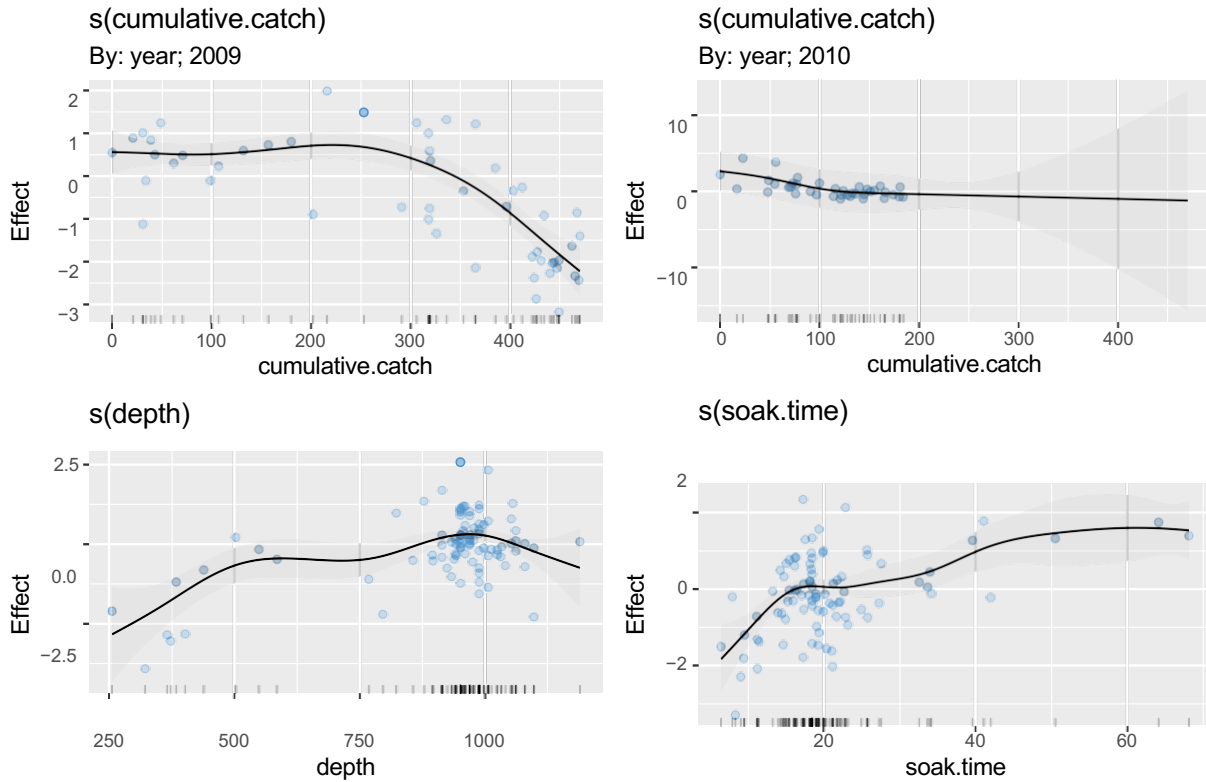 s(cumulative.catch)
By: year; 2009
2
1
0
−1
−2
−3
Effect
0 100 200 300 400
cumulative.catch
s(cumulative.catch)
By: year; 2010
10
0
−10
Effect
0 100 200 300 400
cumulative.catch
s(depth)
2.5
0.0
−2.5
Effect
250 500 750 1000
depth
s(soak.time)
2
0
−2
Effect
20 40 60
soak.time